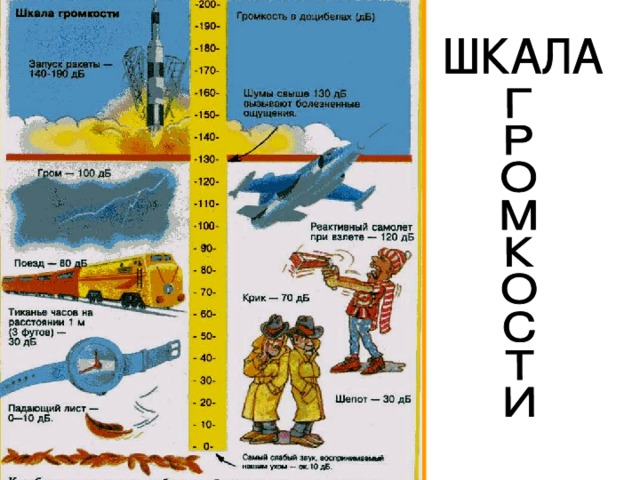 Шкала громкости
Громкость в доцибелах (дБ)
Запуск ракеты —
140-190 дБ
Шумы свыше 130 дБ
вызывают болезненные
ощущения.
-200-
-190-
-180-
-170-
-160-
-150-
-140-
-130-
-120-
-110-
-100-
90-
- 80-
- 70-
- 60-
- 50-
- 40-
- 30-
- 20-
- 10-
- 0-
Гром — 100 дБ
Реактивный самолет
при взлете — 120 дБ
Поезд — 80 дБ
Крик — 70 дБ
Тиканье часов на
расстоянии 1 м
(3 футов) —
30 дБ
Шепот — 30 дБ
Падающий лист —
0—10 дБ.
Самый слабый звук, воспринимаемый
нашим ухом — ок. 10 дБ.
ШКАЛА
Г
Р
О
М
К
О
С
Т
И